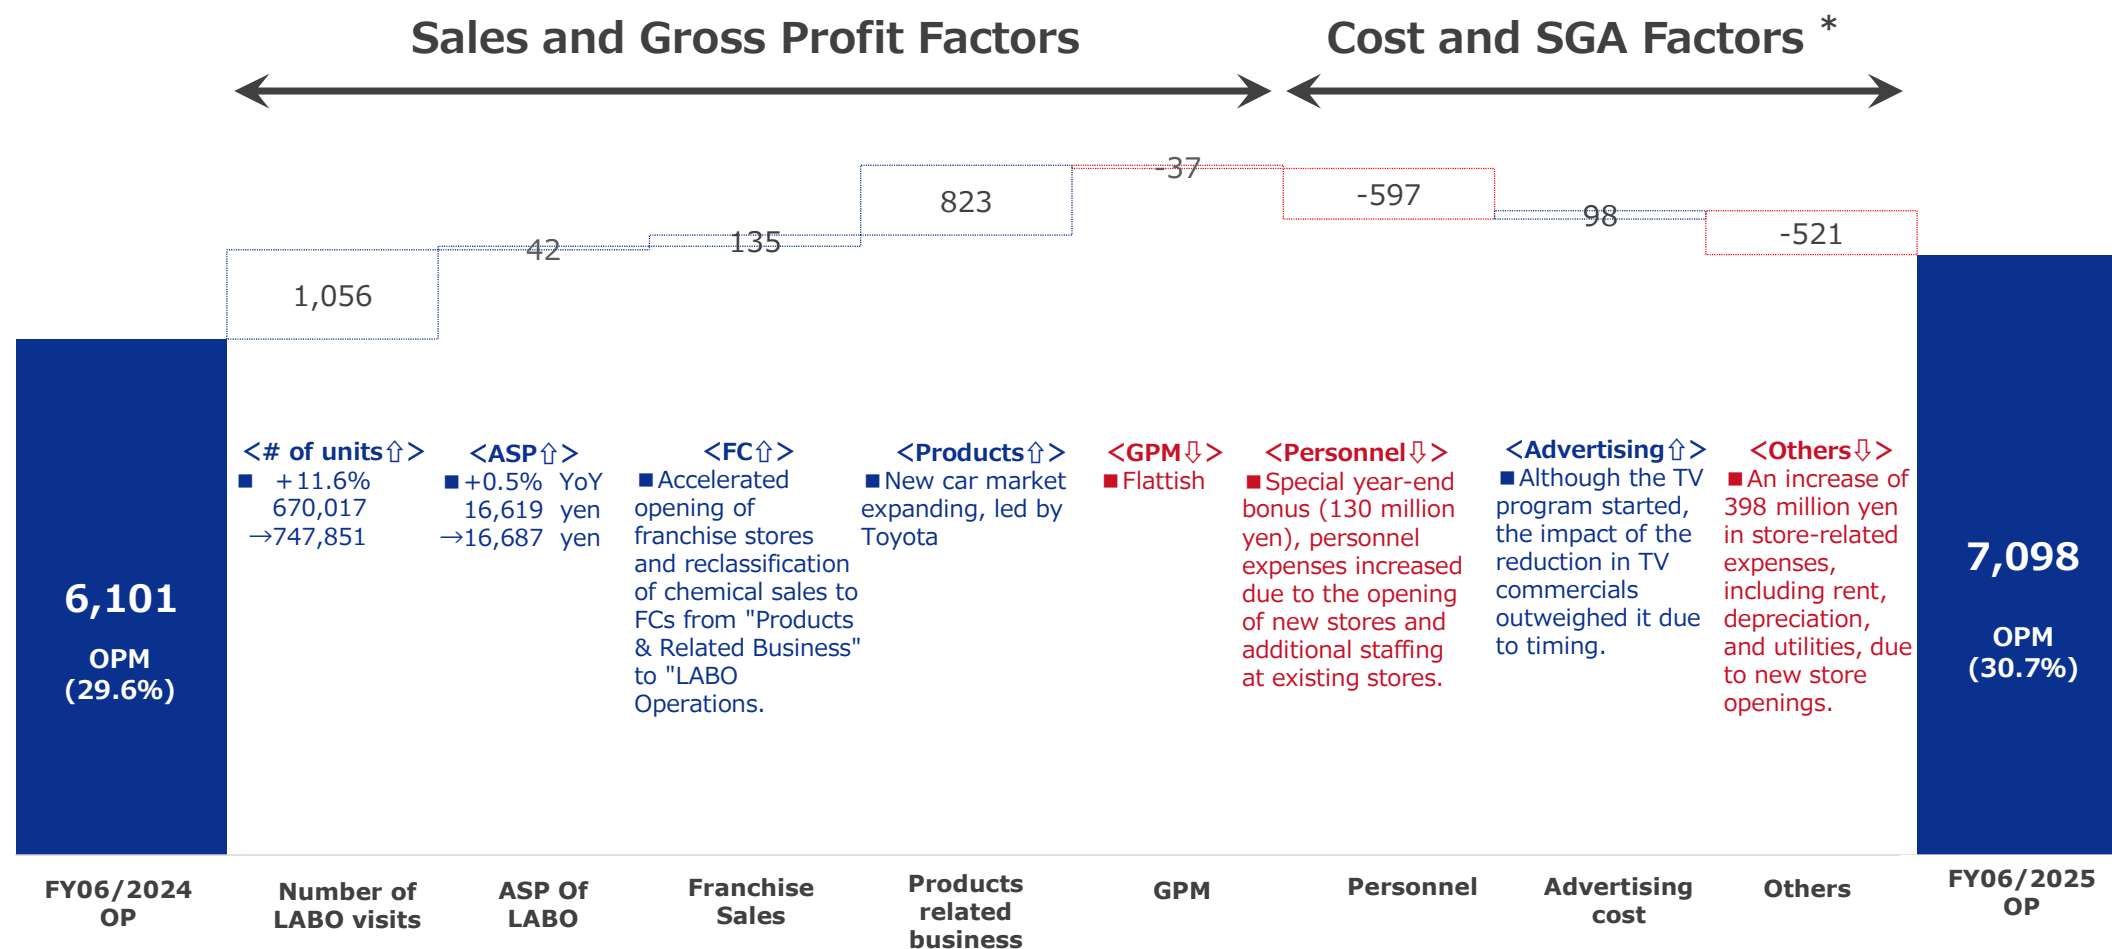 Sales and Gross Profit Factors
Cost and SGA Factors *
1,056
42
135
823
-37
-597
98
-521
6,101
OPM
(29.6%)
<# of units⇧>
■ +11.6%
670,017
→747,851
<ASP⇧>
■+0.5% YoY
16,619 yen
→16,687 yen
<FC⇧>
■Accelerated
opening of
franchise stores
and reclassification
of chemical sales to
FCs from "Products
& Related Business"
to "LABO
Operations.
<Products⇧>
■New car market
expanding, led by
Toyota
<GPM⇩>
■Flattish
<Personnel⇩>
■Special year-end
bonus (130 million
yen), personnel
expenses increased
due to the opening
of new stores and
additional staffing
at existing stores.
<Advertising⇧>
■Although the TV
program started,
the impact of the
reduction in TV
commercials
outweighed it due
to timing.
<Others⇩>
■An increase of
398 million yen
in store-related
expenses,
including rent,
depreciation,
and utilities, due
to new store
openings.
7,098
OPM
(30.7%)
FY06/2024
OP
Number of
LABO visits
ASP Of
LABO
Franchise
Sales
Products
related
business
GPM
Personnel
Advertising
cost
Others
FY06/2025
OP